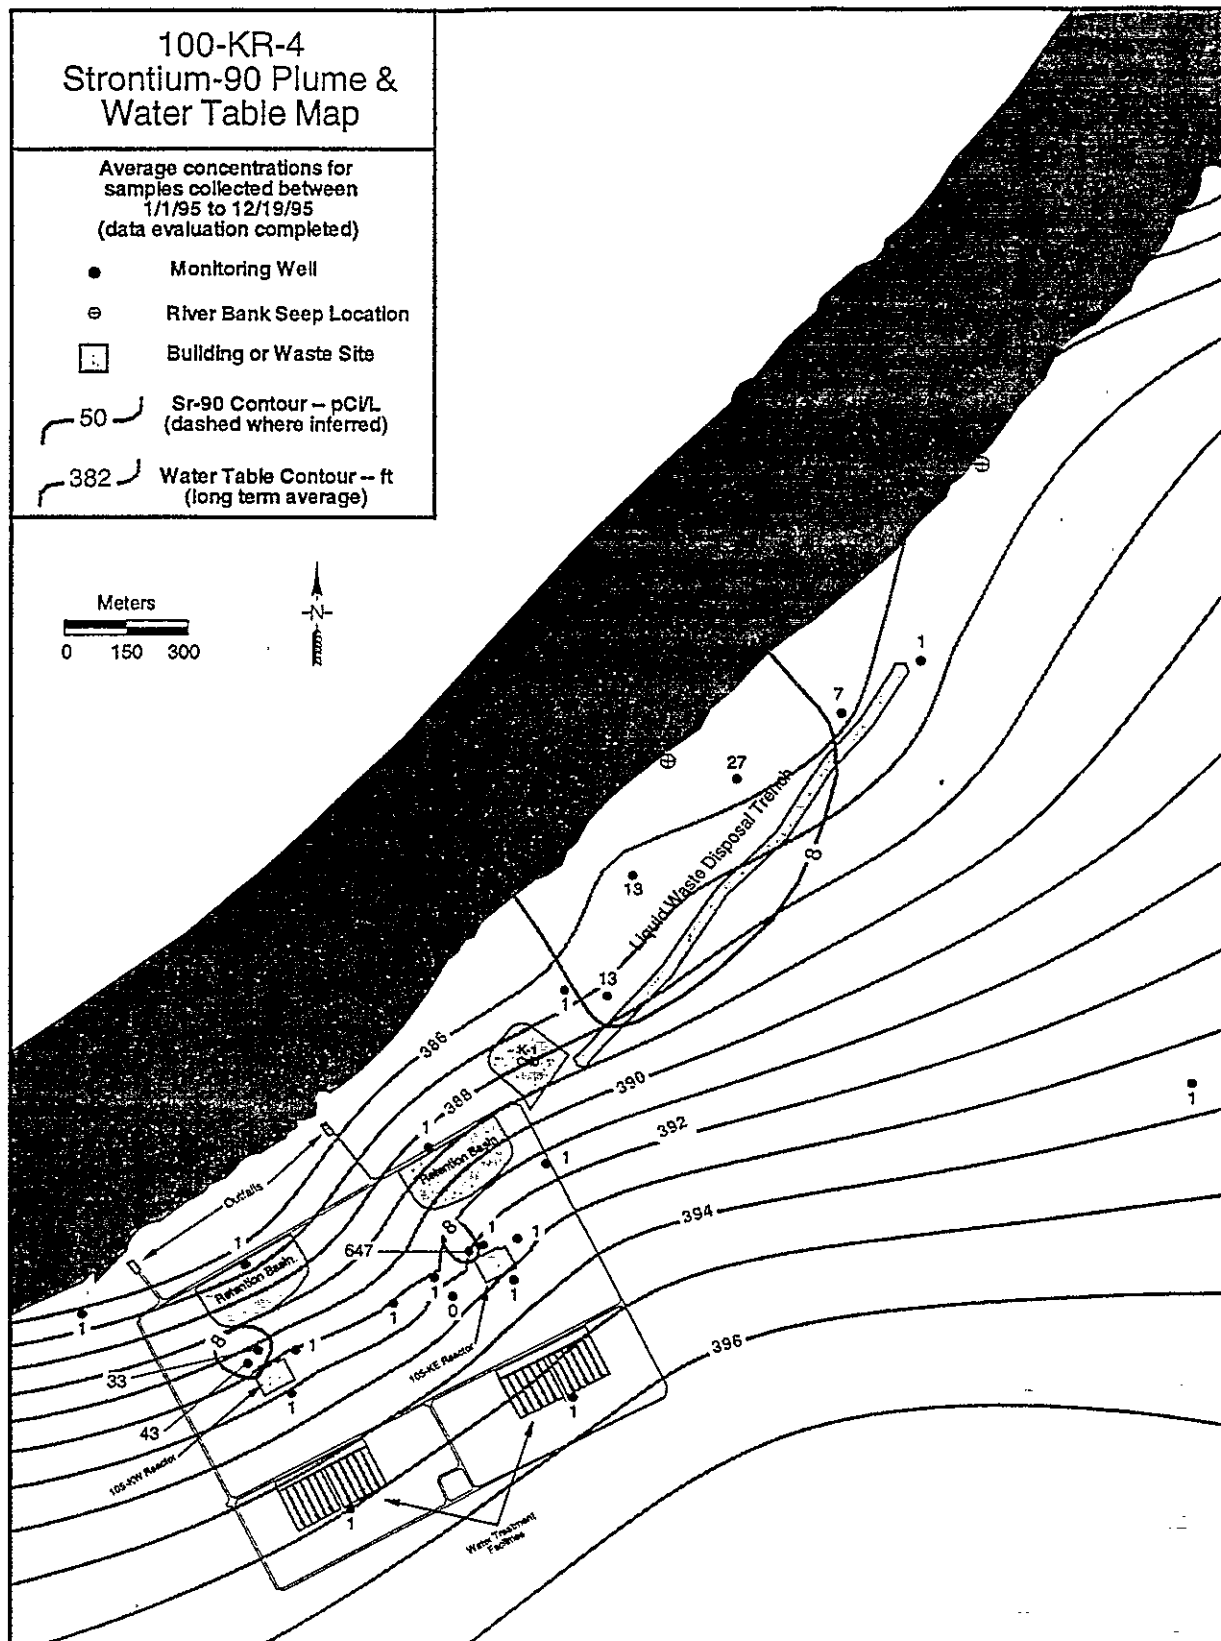 100-KR-4
Strontium-90 Plume &
Water Table Map
Average concentrations for
samples collected between
1/1/95 to 12/19/95
(data evaluation completed)
Monitoring Well
River Bank Seep Location
Building or Waste Site
50
Sr-90 Contour -- pCi/L
(dashed where inferred)
382
Water Table Contour -- ft
(long term average)
Meters
0 150 300
N
1
7
27
Liquid Waste Disposal Trench
8
13
13
1
386
388
390
1
392
1
Retention Basin
1
Outfalls
8
1
1
394
647
1
Retention Basin
1
1
1
0
1
396
8
1
33
105-KE Reactor
1
1
43
105-KW Reactor
1
Water Treatment
Facilities